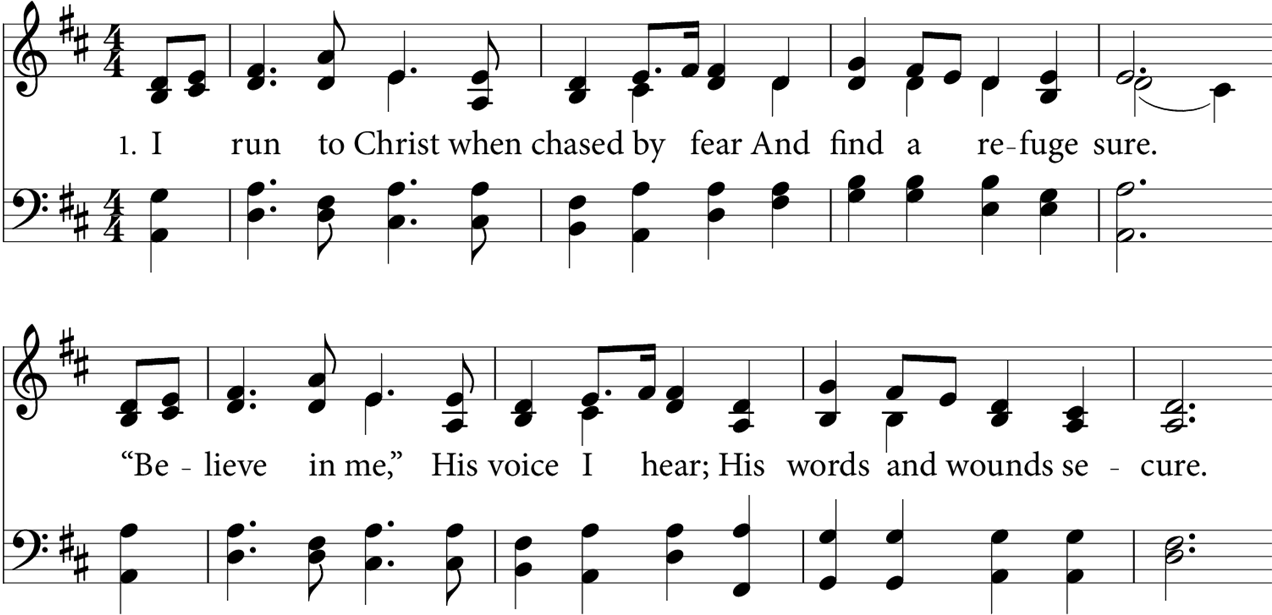 1. I run to Christ when chased by fear And find a re-fuge sure.
“Be - lieve in me,” His voice I hear; His words and wounds se - cure.